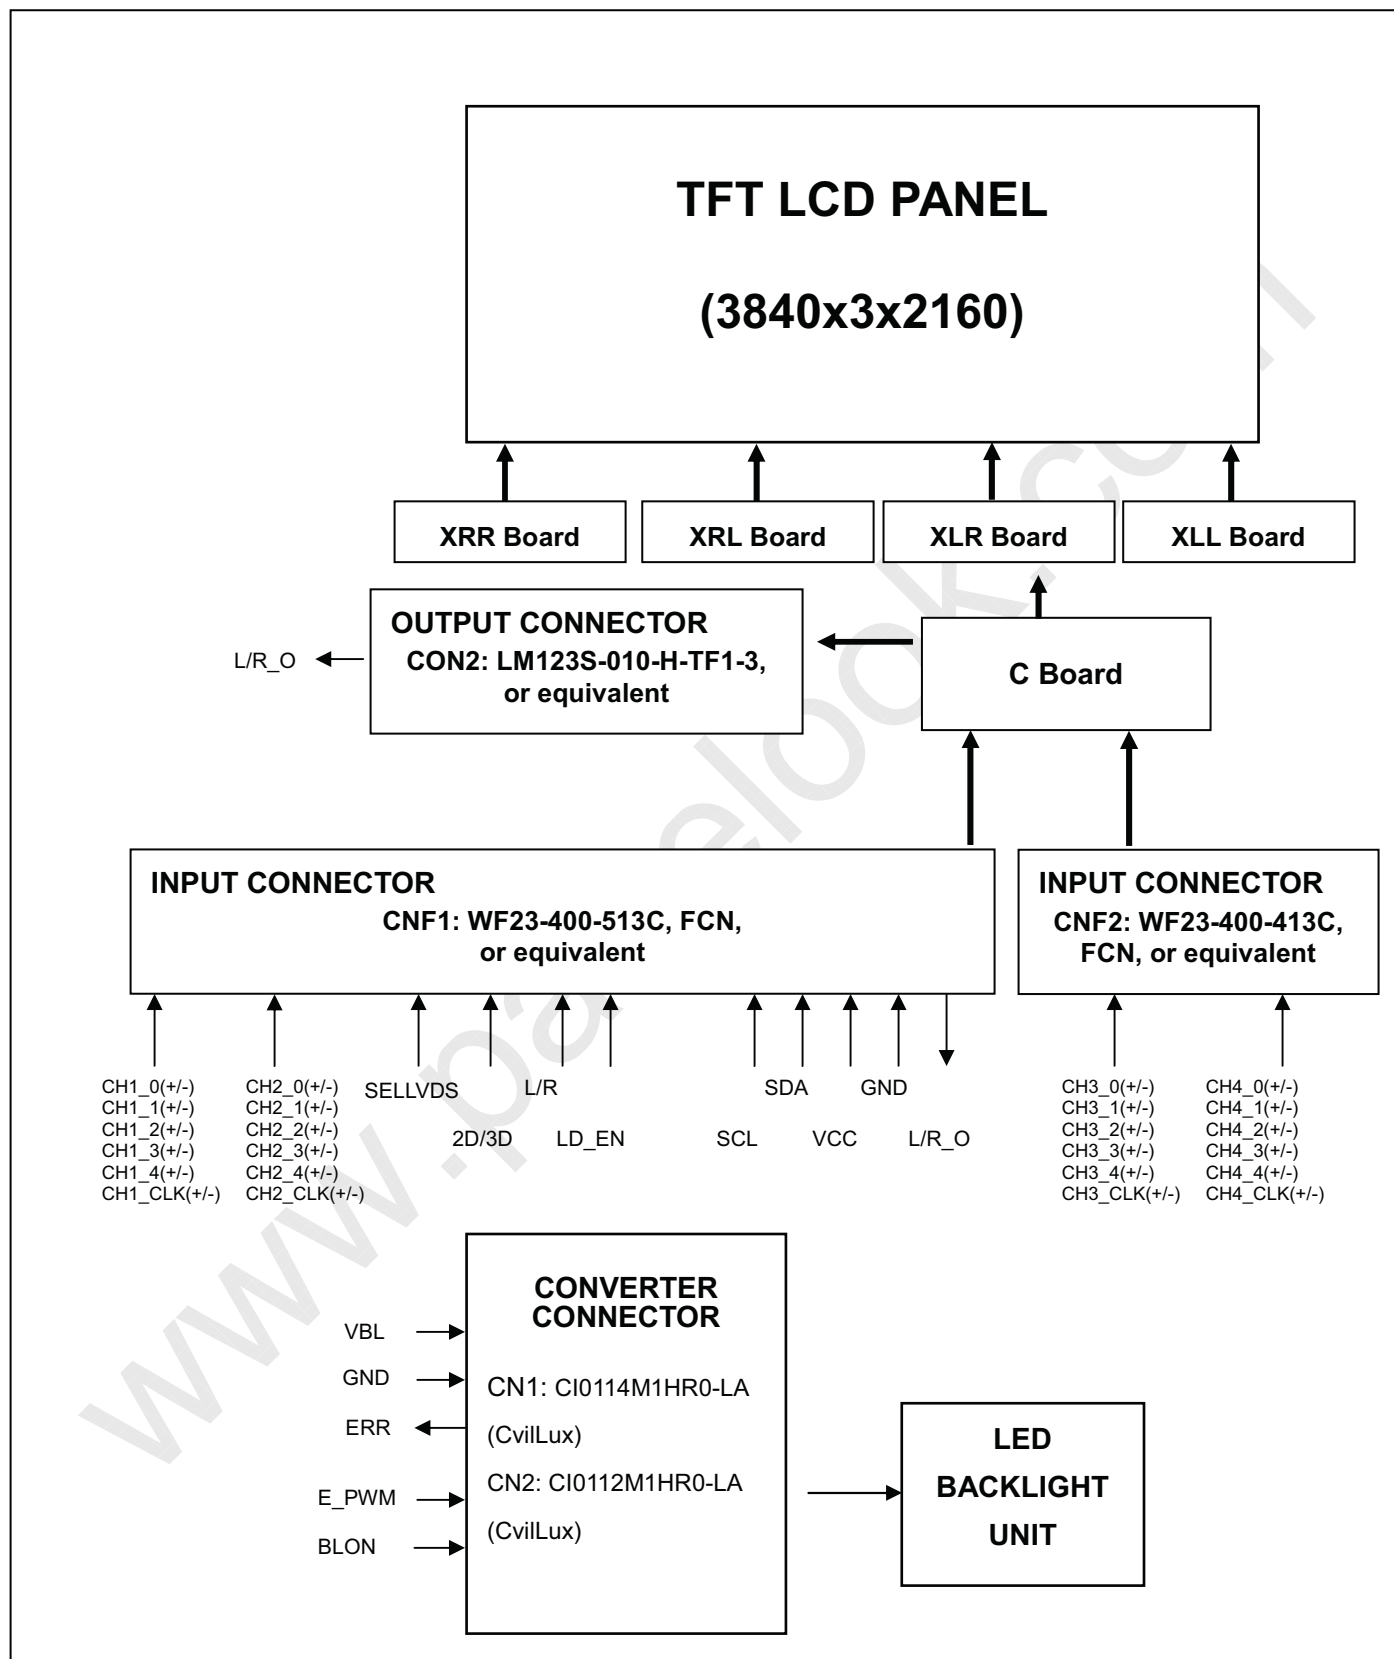 TFT LCD PANEL
(3840x3x2160)
XRR Board
XRL Board
XLR Board
XLL Board
OUTPUT CONNECTOR
CON2: LM123S-010-H-TF1-3,
or equivalent
L/R_O
C Board
INPUT CONNECTOR
CNF1: WF23-400-513C, FCN,
or equivalent
INPUT CONNECTOR
CNF2: WF23-400-413C,
FCN, or equivalent
CH1_0(+/-)
CH1_1(+/-)
CH1_2(+/-)
CH1_3(+/-)
CH1_4(+/-)
CH1_CLK(+/-)
CH2_0(+/-)
CH2_1(+/-)
CH2_2(+/-)
CH2_3(+/-)
CH2_4(+/-)
CH2_CLK(+/-)
SELLVDS
2D/3D
L/R
LD_EN
SCL
SDA
VCC
GND
L/R_O
CH3_0(+/-)
CH3_1(+/-)
CH3_2(+/-)
CH3_3(+/-)
CH3_4(+/-)
CH3_CLK(+/-)
CH4_0(+/-)
CH4_1(+/-)
CH4_2(+/-)
CH4_3(+/-)
CH4_4(+/-)
CH4_CLK(+/-)
CONVERTER
CONNECTOR
CN1: CI0114M1HR0-LA
(CvilLux)
CN2: CI0112M1HR0-LA
(CvilLux)
VBL
GND
ERR
E_PWM
BLON
LED
BACKLIGHT
UNIT
www.panelook.com